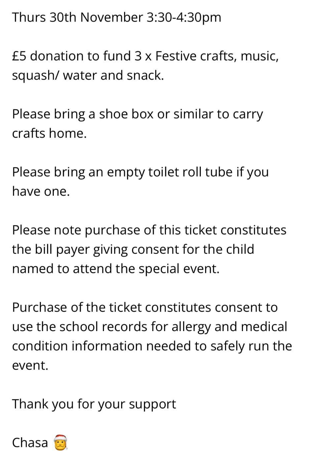 Thurs 30th November 3:30-4:30pm
£5 donation to fund 3 x Festive crafts, music,
squash/ water and snack.
Please bring a shoe box or similar to carry
crafts home.
Please bring an empty toilet roll tube if you
have one.
Please note purchase of this ticket constitutes
the bill payer giving consent for the child
named to attend the special event.
Purchase of the ticket constitutes consent to
use the school records for allergy and medical
condition information needed to safely run the
event.
Thank you for your support
Chasa 🎅